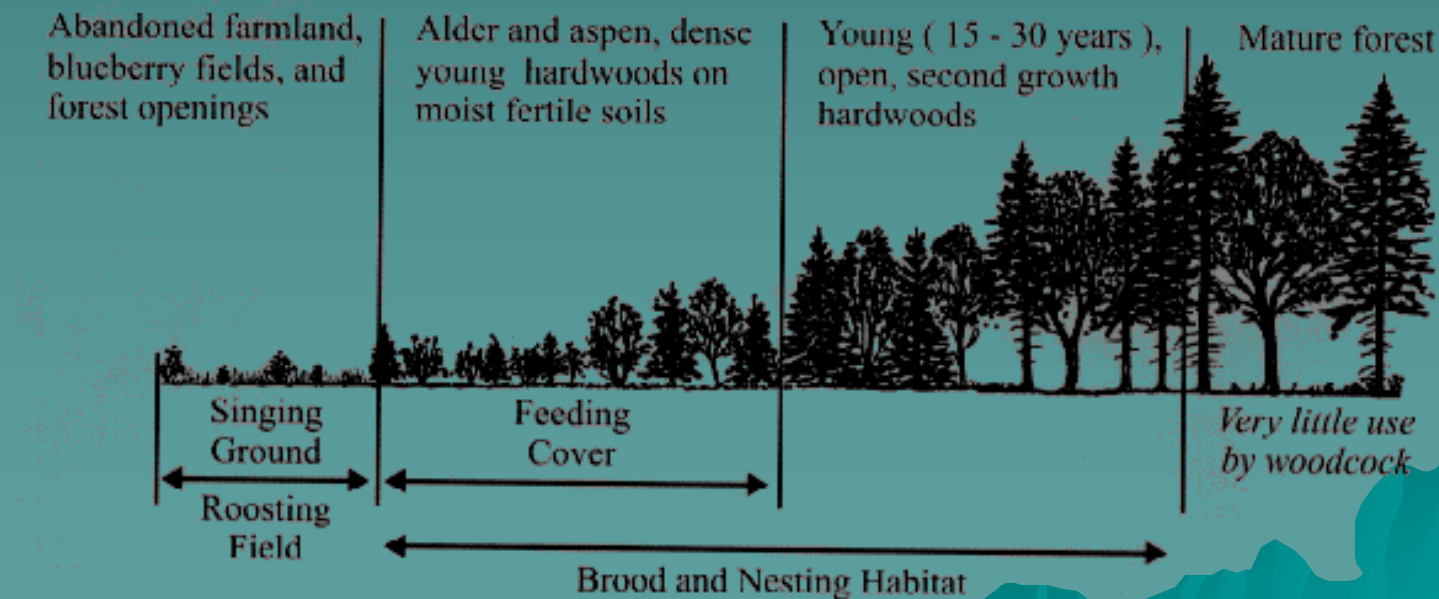 Abandoned farmland,
blueberry fields, and
forest openings
Alder and aspen, dense
young hardwoods on
moist fertile soils
Young ( 15 - 30 years ),
open, second growth
hardwoods
Mature forest
Singing
Ground
Roosting
Field
Feeding
Cover
Very little use
by woodcock
Brood and Nesting Habitat